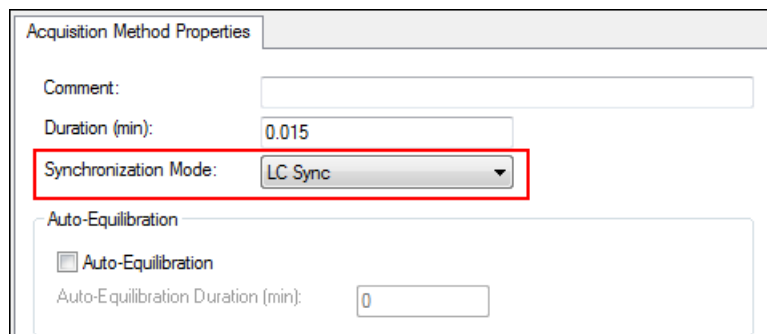 Acquisition Method Properties
Comment:
Duration (min): 0.015
Synchronization Mode: LC Sync
Auto-Equilibration
Auto-Equilibration
Auto-Equilibration Duration (min): 0